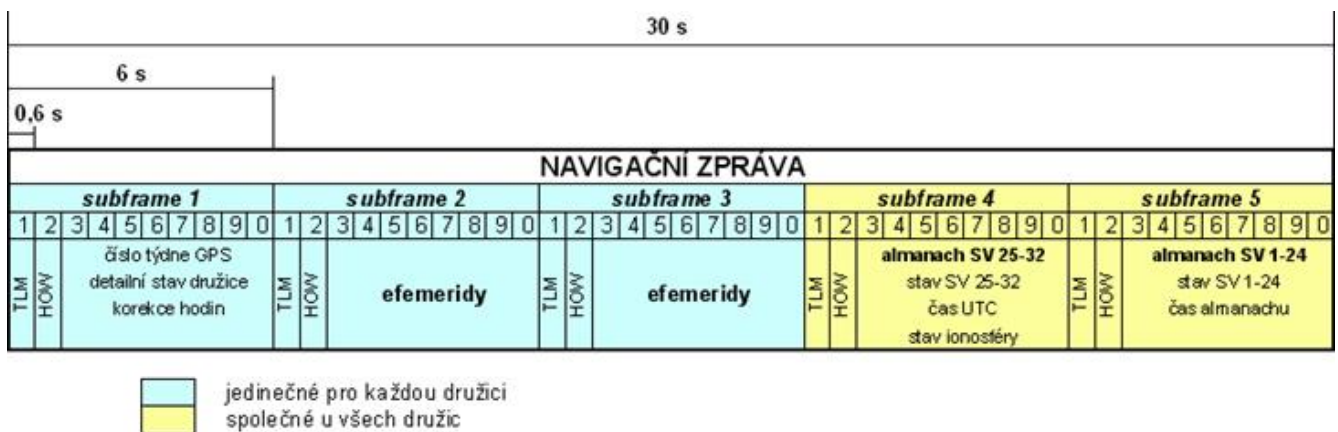 30 s
6 s
0,6 s
NAVIGAČNÍ ZPRÁVA
subframe 1 subframe 2 subframe 3 subframe 4 subframe 5
1 2 3 4 5 6 7 8 9 0 1 2 3 4 5 6 7 8 9 0 1 2 3 4 5 6 7 8 9 0 1 2 3 4 5 6 7 8 9 0 1 2 3 4 5 6 7 8 9 0
TLM
HOW
číslo týdne GPS
detailní stav družice
korekce hodin
TLM
HOW
efemeridy
TLM
HOW
efemeridy
TLM
HOW
almanach SV 25-32
stav SV 25-32
čas UTC
stav ionosféry
TLM
HOW
almanach SV 1-24
stav SV 1-24
čas almanachu
jedinečné pro každou družici
společné u všech družic